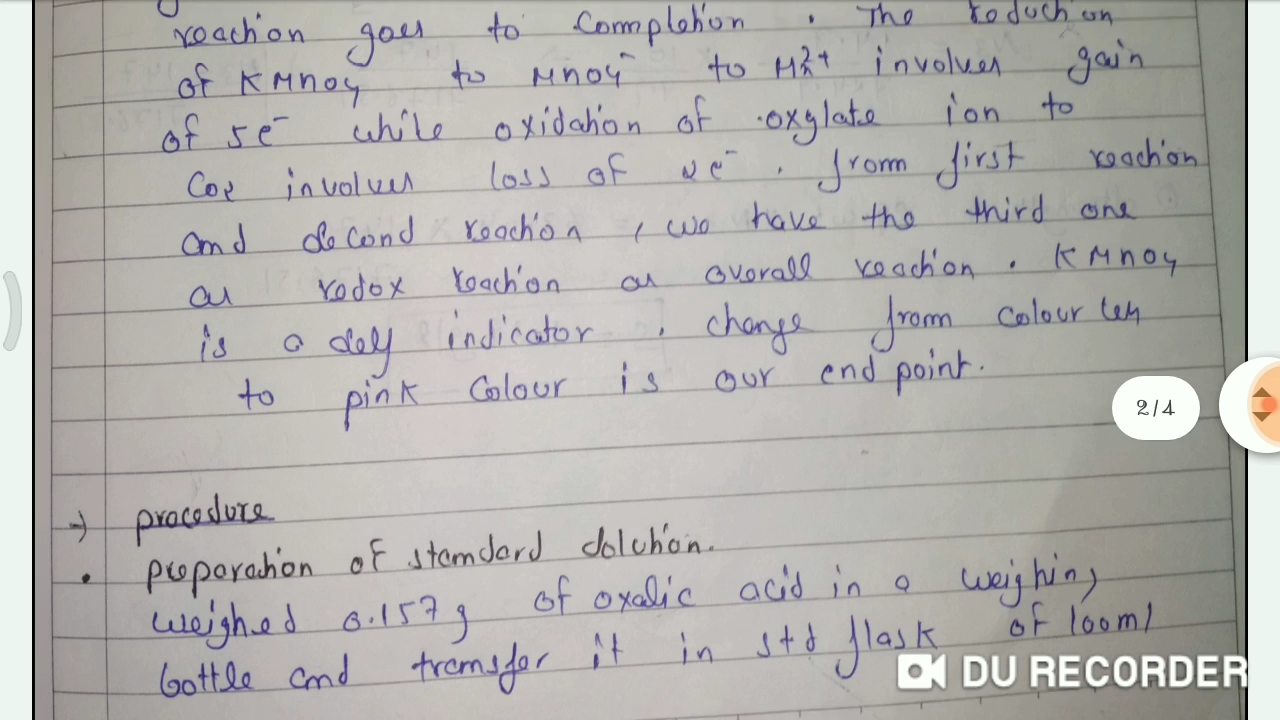 reaction goes to Completion. The reduction
of KMnO4 to MnO4⁻ to Mn²⁺ involves gain
of 5e⁻ while oxidation of oxylate ion to
CO2 involves loss of 2e⁻. from first reaction
and second reaction, we have the third one
as redox reaction as overall reaction. KMnO4
is a self indicator. change from colourless
to pink Colour is our end point.
2/4
→ procedure
• preparation of standard solution.
weighed 0.157g of oxalic acid in a weighing
bottle and transfer it in std flask of 100ml
DU RECORDER